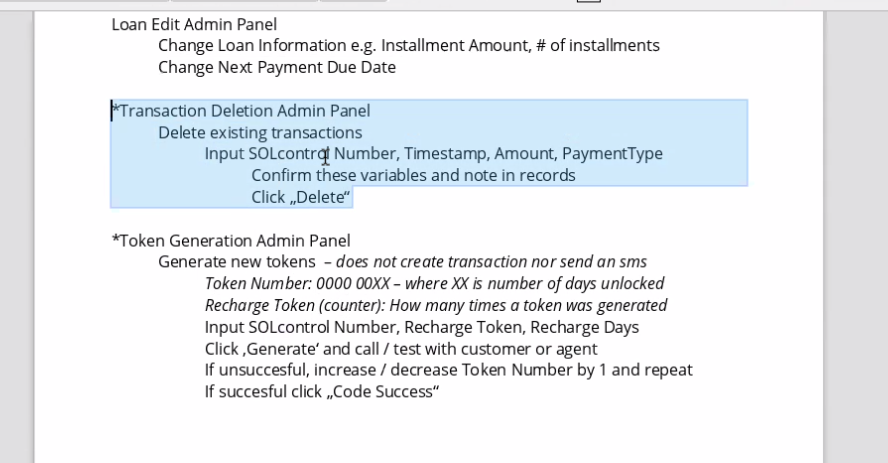 Loan Edit Admin Panel
Change Loan Information e.g. Installment Amount, # of installments
Change Next Payment Due Date
*Transaction Deletion Admin Panel
Delete existing transactions
Input SOLcontrol Number, Timestamp, Amount, PaymentType
Confirm these variables and note in records
Click „Delete“
*Token Generation Admin Panel
Generate new tokens – does not create transaction nor send an sms
Token Number: 0000 00XX – where XX is number of days unlocked
Recharge Token (counter): How many times a token was generated
Input SOLcontrol Number, Recharge Token, Recharge Days
Click ‚Generate‘ and call / test with customer or agent
If unsuccesful, increase / decrease Token Number by 1 and repeat
If succesful click „Code Success“